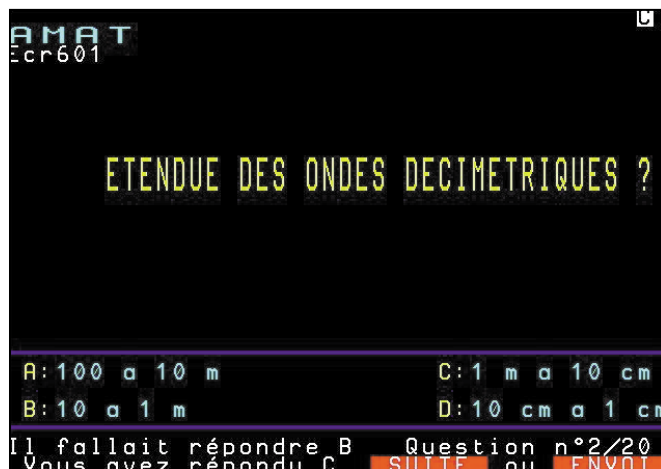 C
AMAT
Ecr601
ETENDUE DES ONDES DECIMETRIQUES ?
A:100 a 10 m C:1 m a 10 cm
B:10 a 1 m D:10 cm a 1 cm
Il fallait répondre B Question n°2/20
Vous avez répondu C SUITE ou ENVOI